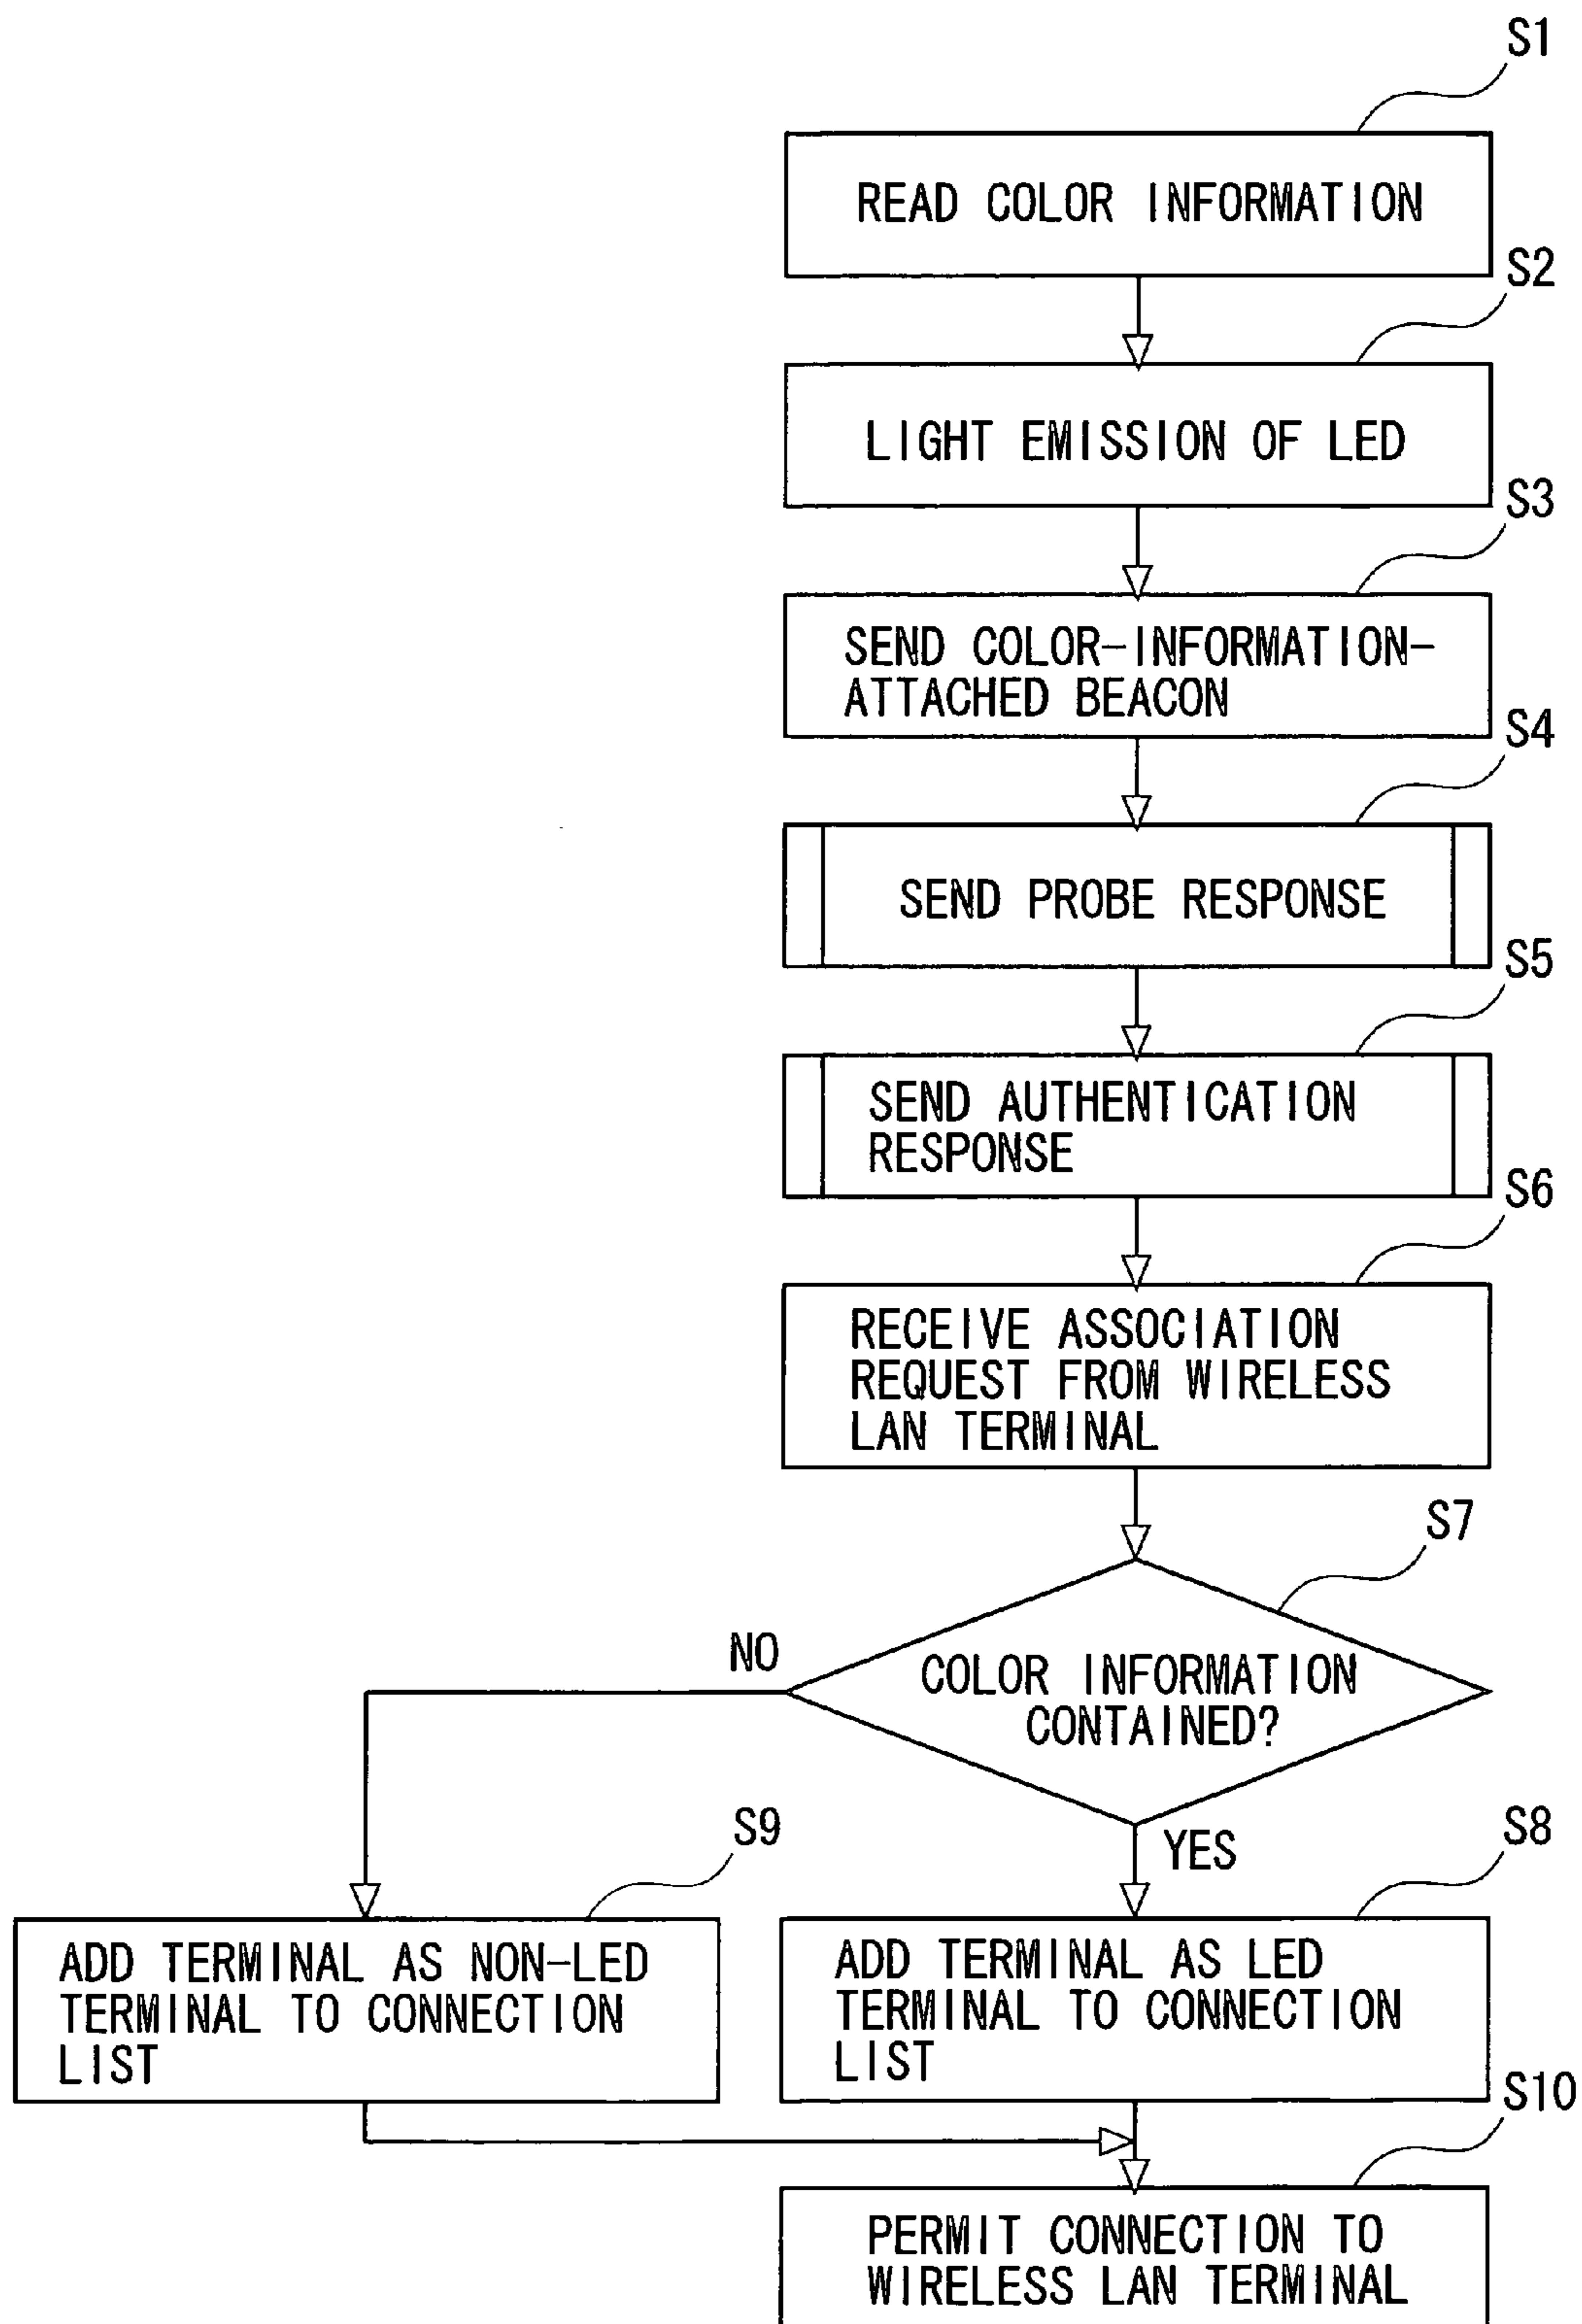 S1
READ COLOR INFORMATION
S2
LIGHT EMISSION OF LED
S3
SEND COLOR-INFORMATION-
ATTACHED BEACON
S4
SEND PROBE RESPONSE
S5
SEND AUTHENTICATION
RESPONSE
S6
RECEIVE ASSOCIATION
REQUEST FROM WIRELESS
LAN TERMINAL
S7
NO
COLOR INFORMATION
CONTAINED?
YES
S9
ADD TERMINAL AS NON-LED
TERMINAL TO CONNECTION
LIST
S8
ADD TERMINAL AS LED
TERMINAL TO CONNECTION
LIST
S10
PERMIT CONNECTION TO
WIRELESS LAN TERMINAL